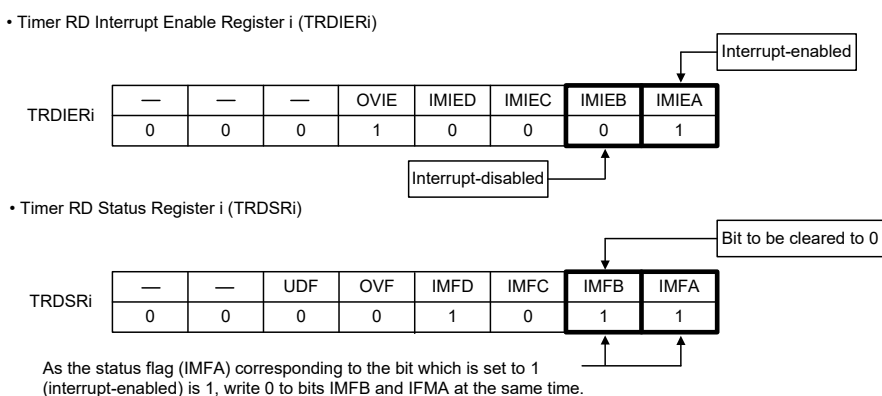 • Timer RD Interrupt Enable Register i (TRDIERi)
Interrupt-enabled
TRDIERi
— — — OVIE IMIED IMIEC IMIEB IMIEA
0 0 0 1 0 0 0 1
Interrupt-disabled
• Timer RD Status Register i (TRDSRi)
Bit to be cleared to 0
TRDSRi
— — UDF OVF IMFD IMFC IMFB IMFA
0 0 0 0 1 0 1 1
As the status flag (IMFA) corresponding to the bit which is set to 1
(interrupt-enabled) is 1, write 0 to bits IMFB and IFMA at the same time.